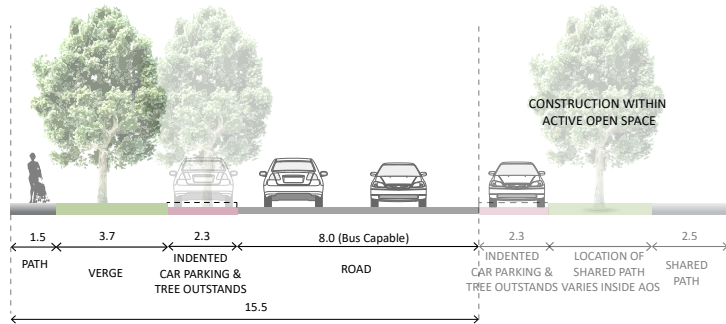 CONSTRUCTION WITHIN
ACTIVE OPEN SPACE
1.5
3.7
2.3
8.0 (Bus Capable)
2.3
2.5
PATH
VERGE
INDENTED
CAR PARKING &
TREE OUTSTANDS
ROAD
INDENTED
CAR PARKING &
TREE OUTSTANDS
LOCATION OF
SHARED PATH
VARIES INSIDE AOS
SHARED
PATH
15.5